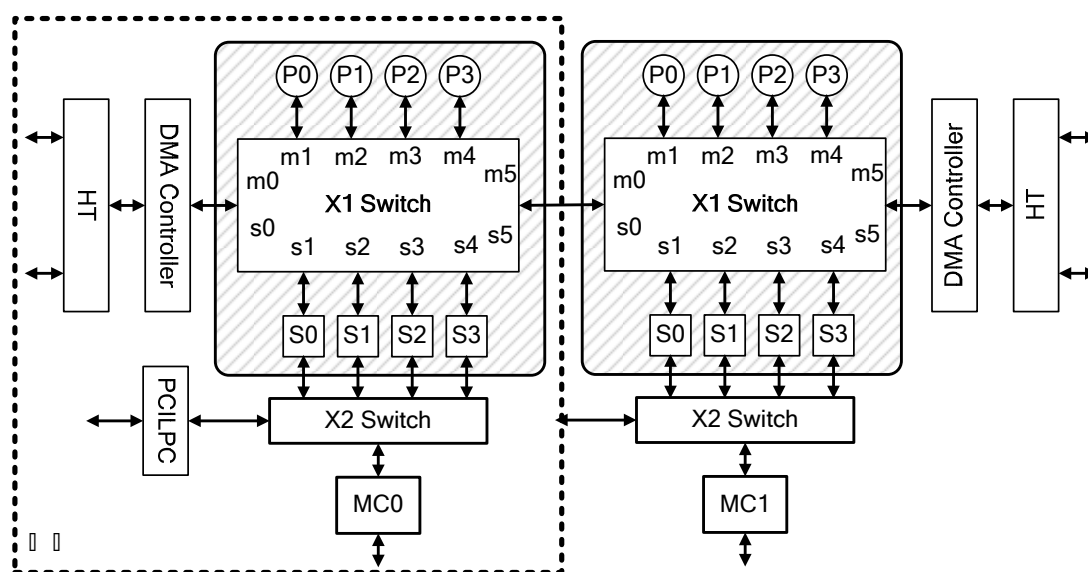 P0 P1 P2 P3
P0 P1 P2 P3
m1 m2 m3 m4
m0 m5
X1 Switch
s0 s5
s1 s2 s3 s4
m1 m2 m3 m4
m0 m5
X1 Switch
s0 s5
s1 s2 s3 s4
HT
DMA Controller
DMA Controller
HT
S0 S1 S2 S3
S0 S1 S2 S3
PCILPC
X2 Switch
X2 Switch
MC0
MC1